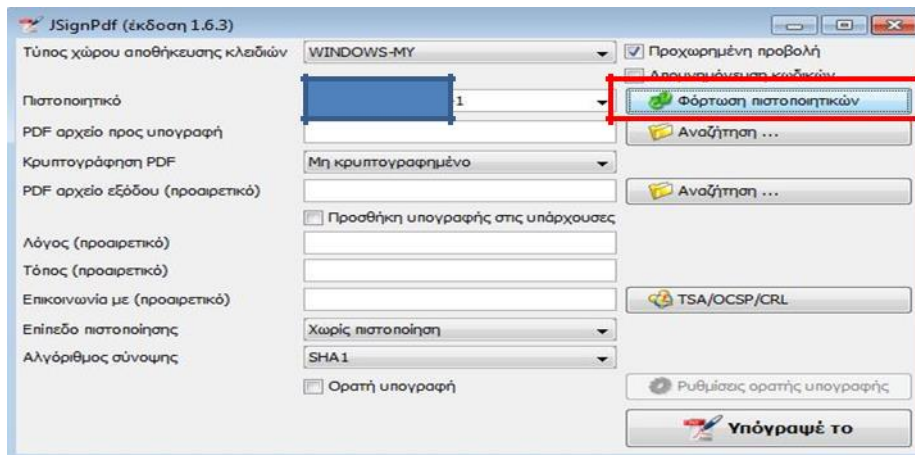 JSignPdf (έκδοση 1.6.3)
Τύπος χώρου αποθήκευσης κλειδιών WINDOWS-MY Προχωρημένη προβολή
Απομνημόνευση κωδικών
Πιστοποιητικό -1 Φόρτωση πιστοποιητικών
PDF αρχείο προς υπογραφή Αναζήτηση ...
Κρυπτογράφηση PDF Μη κρυπτογραφημένο
PDF αρχείο εξόδου (προαιρετικό) Αναζήτηση ...
Προσθήκη υπογραφής στις υπάρχουσες
Λόγος (προαιρετικό)
Τόπος (προαιρετικό)
Επικοινωνία με (προαιρετικό) TSA/OCSP/CRL
Επίπεδο πιστοποίησης Χωρίς πιστοποίηση
Αλγόριθμος σύνοψης SHA1
Ορατή υπογραφή Ρυθμίσεις ορατής υπογραφής
Υπόγραψέ το